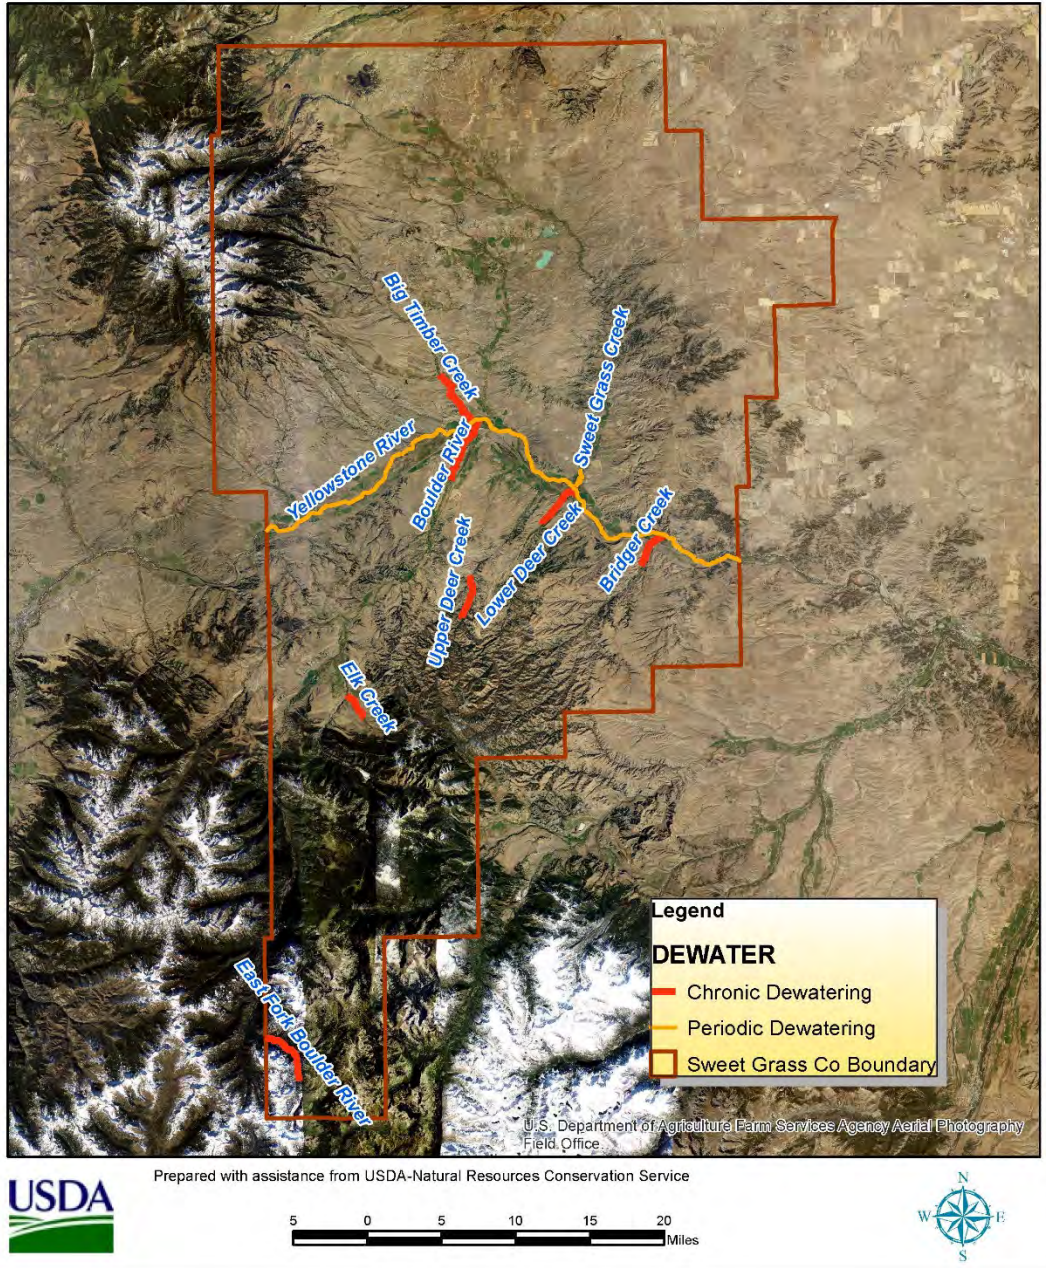 Big Timber Creek
Sweet Grass Creek
Yellowstone River
Boulder River
Upper Deer Creek
Lower Deer Creek
Bridger Creek
Elk Creek
East Fork Boulder River
Legend
DEWATER
Chronic Dewatering
Periodic Dewatering
Sweet Grass Co Boundary
U.S. Department of Agriculture Farm Services Agency Aerial Photography
Field Office
Prepared with assistance from USDA-Natural Resources Conservation Service
USDA
5 0 5 10 15 20
Miles
N
W E
S